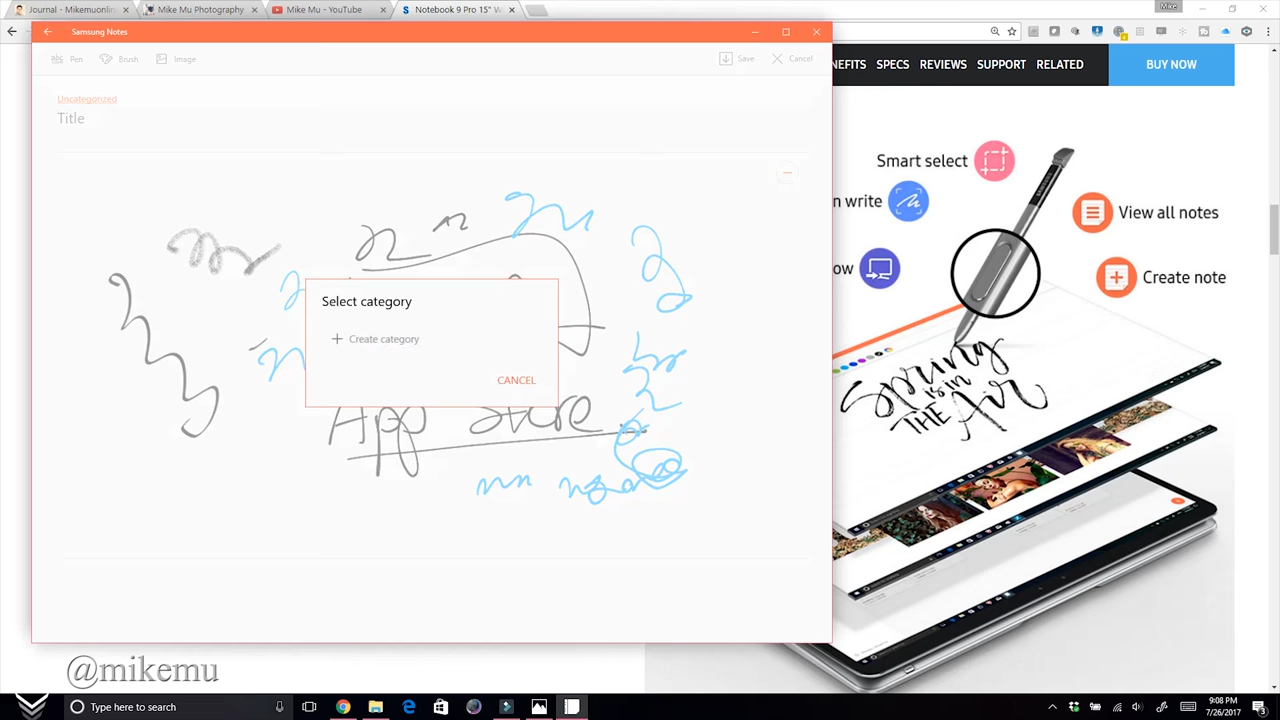 Journal - Mikemuonlin
Mike Mu Photography
Mike Mu - YouTube
Notebook 9 Pro 15" W
Mike
Samsung Notes
Pen
Brush
Image
Save
Cancel
Uncategorized
Title
Select category
Create category
CANCEL
App Store
SPECS
REVIEWS
SUPPORT
RELATED
BUY NOW
Smart select
write
View all notes
Create note
Spring
IS IN
THE Air
@mikemu
Type here to search
9:08 PM
7/26/2017
3